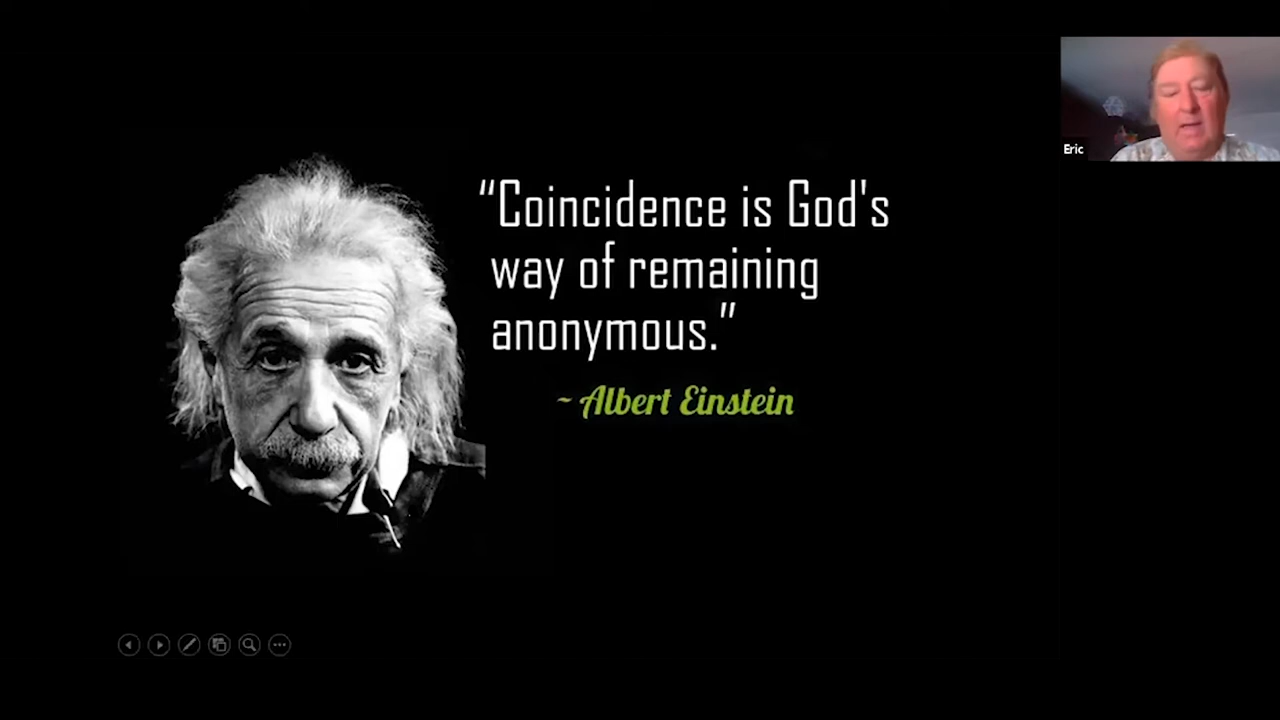 “Coincidence is God's
way of remaining
anonymous.”
~ Albert Einstein
Eric